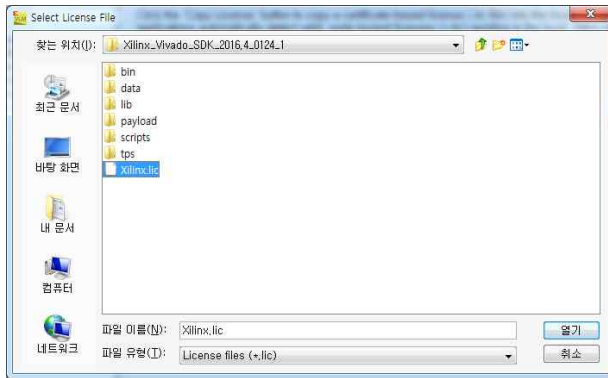 Select License File
찾는 위치(I):
Xilinx_Vivado_SDK_2016,4_0124_1
최근 문서
바탕 화면
내 문서
컴퓨터
네트워크
bin
data
lib
payload
scripts
tps
Xilinx.lic
파일 이름(N):
Xilinx,lic
열기
파일 유형(T):
License files (*,lic)
취소